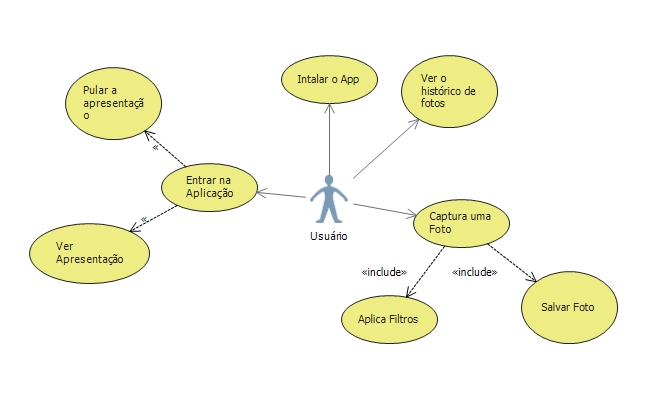 Intalar o App
Ver o
histórico de
fotos
Pular a
apresentaçã
o
«
Entrar na
Aplicação
«
Ver
Apresentação
Usuário
Captura uma
Foto
«include»
«include»
Aplica Filtros
Salvar Foto